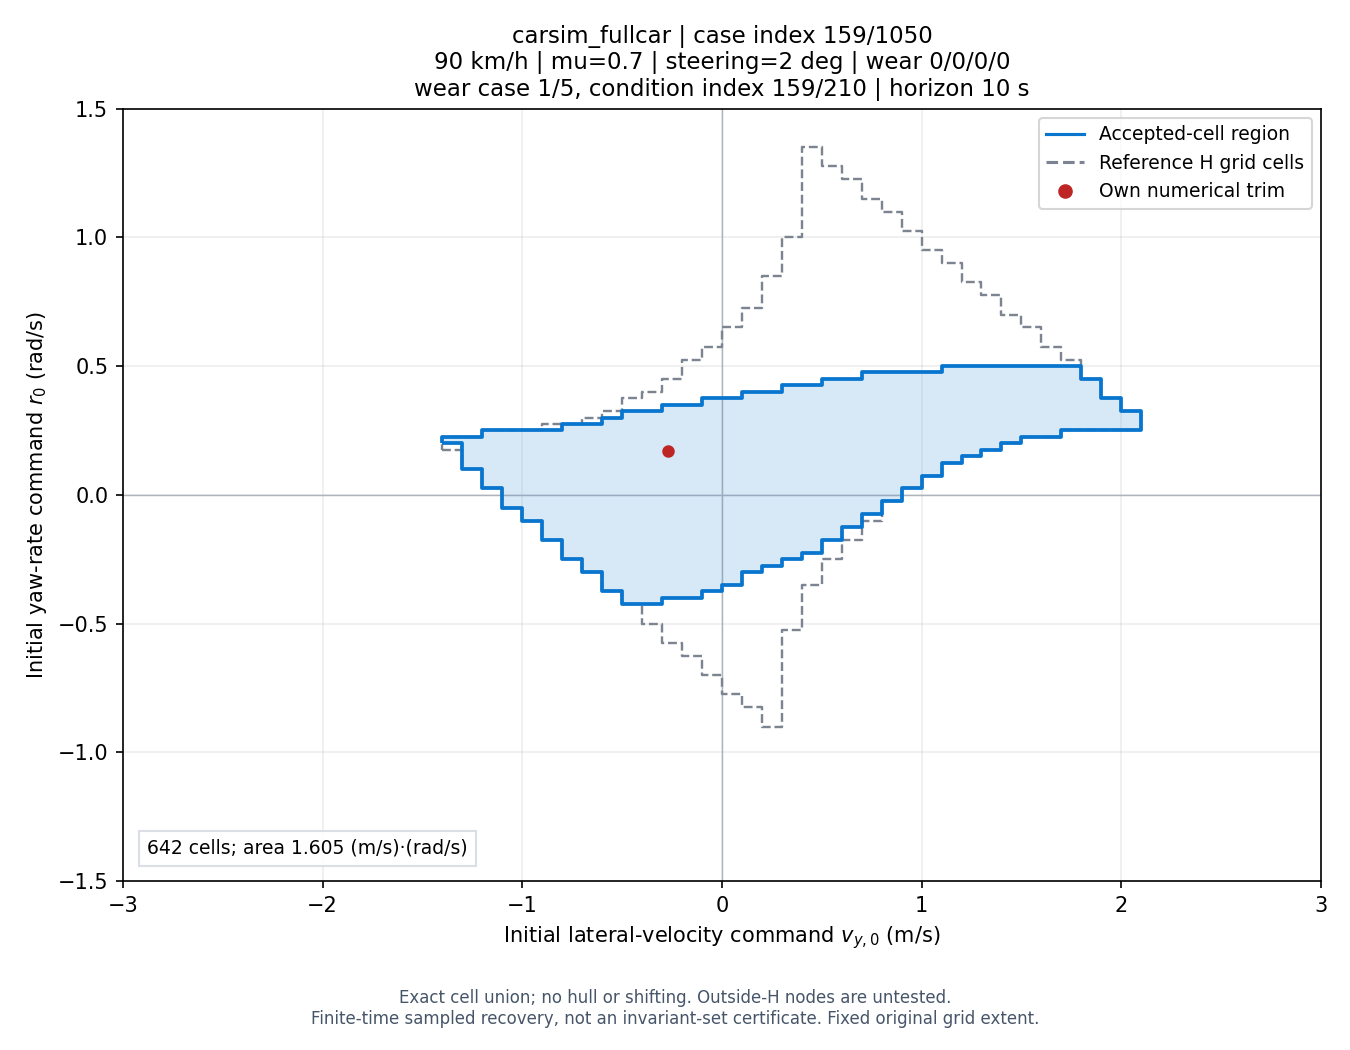 carsim_fullcar | case index 159/1050
90 km/h | mu=0.7 | steering=2 deg | wear 0/0/0/0
wear case 1/5, condition index 159/210 | horizon 10 s
Accepted-cell region
Reference H grid cells
Own numerical trim
1.5
1.0
0.5
0.0
−0.5
−1.0
−1.5
Initial yaw-rate command r0 (rad/s)
642 cells; area 1.605 (m/s)·(rad/s)
−3
−2
−1
0
1
2
3
Initial lateral-velocity command vy,0 (m/s)
Exact cell union; no hull or shifting. Outside-H nodes are untested.
Finite-time sampled recovery, not an invariant-set certificate. Fixed original grid extent.